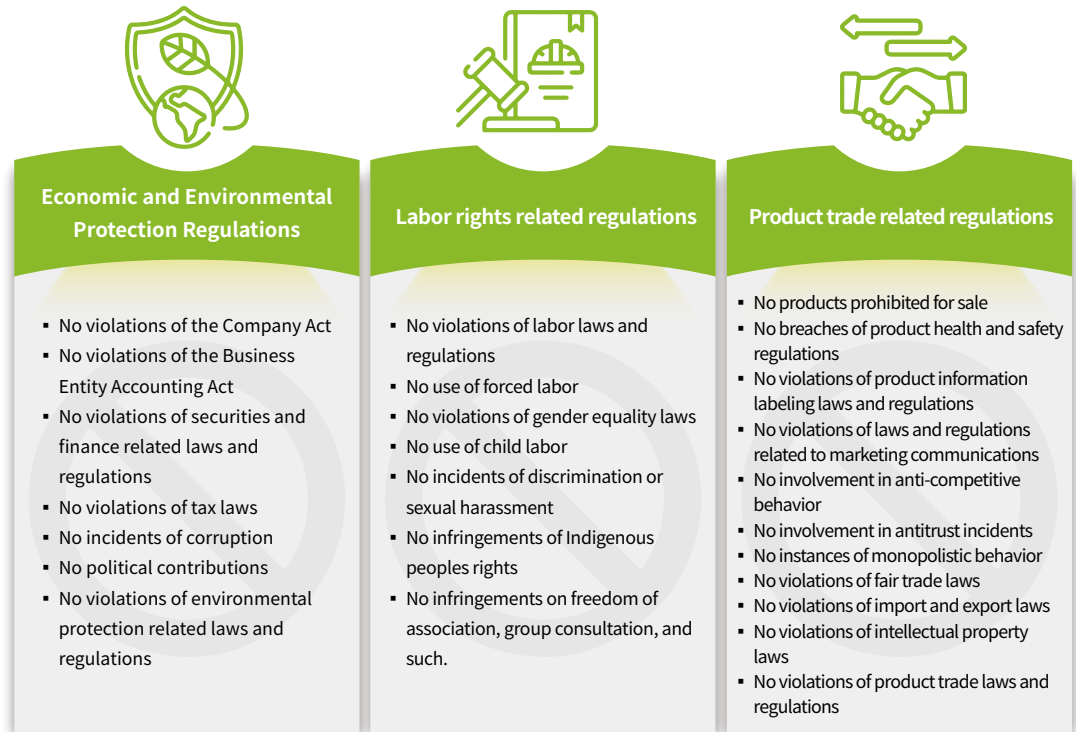 Economic and Environmental
Protection Regulations
▪ No violations of the Company Act
▪ No violations of the Business
Entity Accounting Act
▪ No violations of securities and
finance related laws and
regulations
▪ No violations of tax laws
▪ No incidents of corruption
▪ No political contributions
▪ No violations of environmental
protection related laws and
regulations
Labor rights related regulations
▪ No violations of labor laws and
regulations
▪ No use of forced labor
▪ No violations of gender equality laws
▪ No use of child labor
▪ No incidents of discrimination or
sexual harassment
▪ No infringements of Indigenous
peoples rights
▪ No infringements on freedom of
association, group consultation, and
such.
Product trade related regulations
▪ No products prohibited for sale
▪ No breaches of product health and safety
regulations
▪ No violations of product information
labeling laws and regulations
▪ No violations of laws and regulations
related to marketing communications
▪ No involvement in anti-competitive
behavior
▪ No involvement in antitrust incidents
▪ No instances of monopolistic behavior
▪ No violations of fair trade laws
▪ No violations of import and export laws
▪ No violations of intellectual property
laws
▪ No violations of product trade laws and
regulations